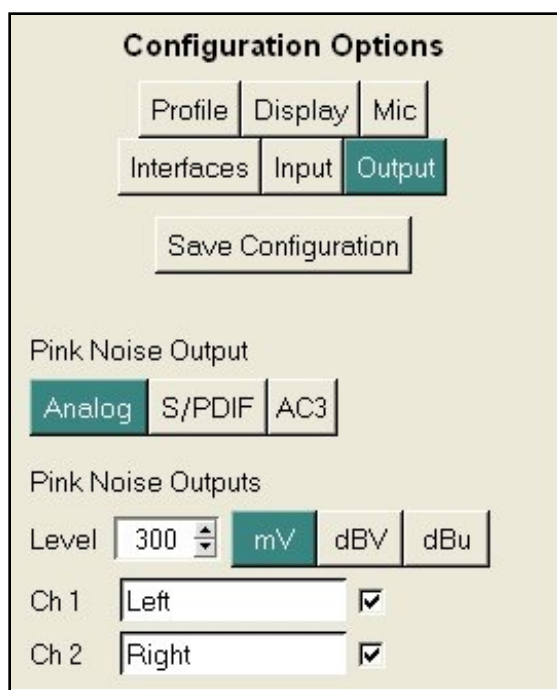 Configuration Options
Profile Display Mic
Interfaces Input Output
Save Configuration
Pink Noise Output
Analog S/PDIF AC3
Pink Noise Outputs
Level 300 mV dBV dBu
Ch 1 Left
Ch 2 Right